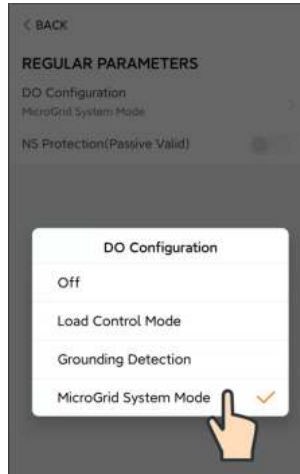 < BACK
REGULAR PARAMETERS
DO Configuration
MicroGrid System Mode
NS Protection(Passive Valid)
DO Configuration
Off
Load Control Mode
Grounding Detection
MicroGrid System Mode